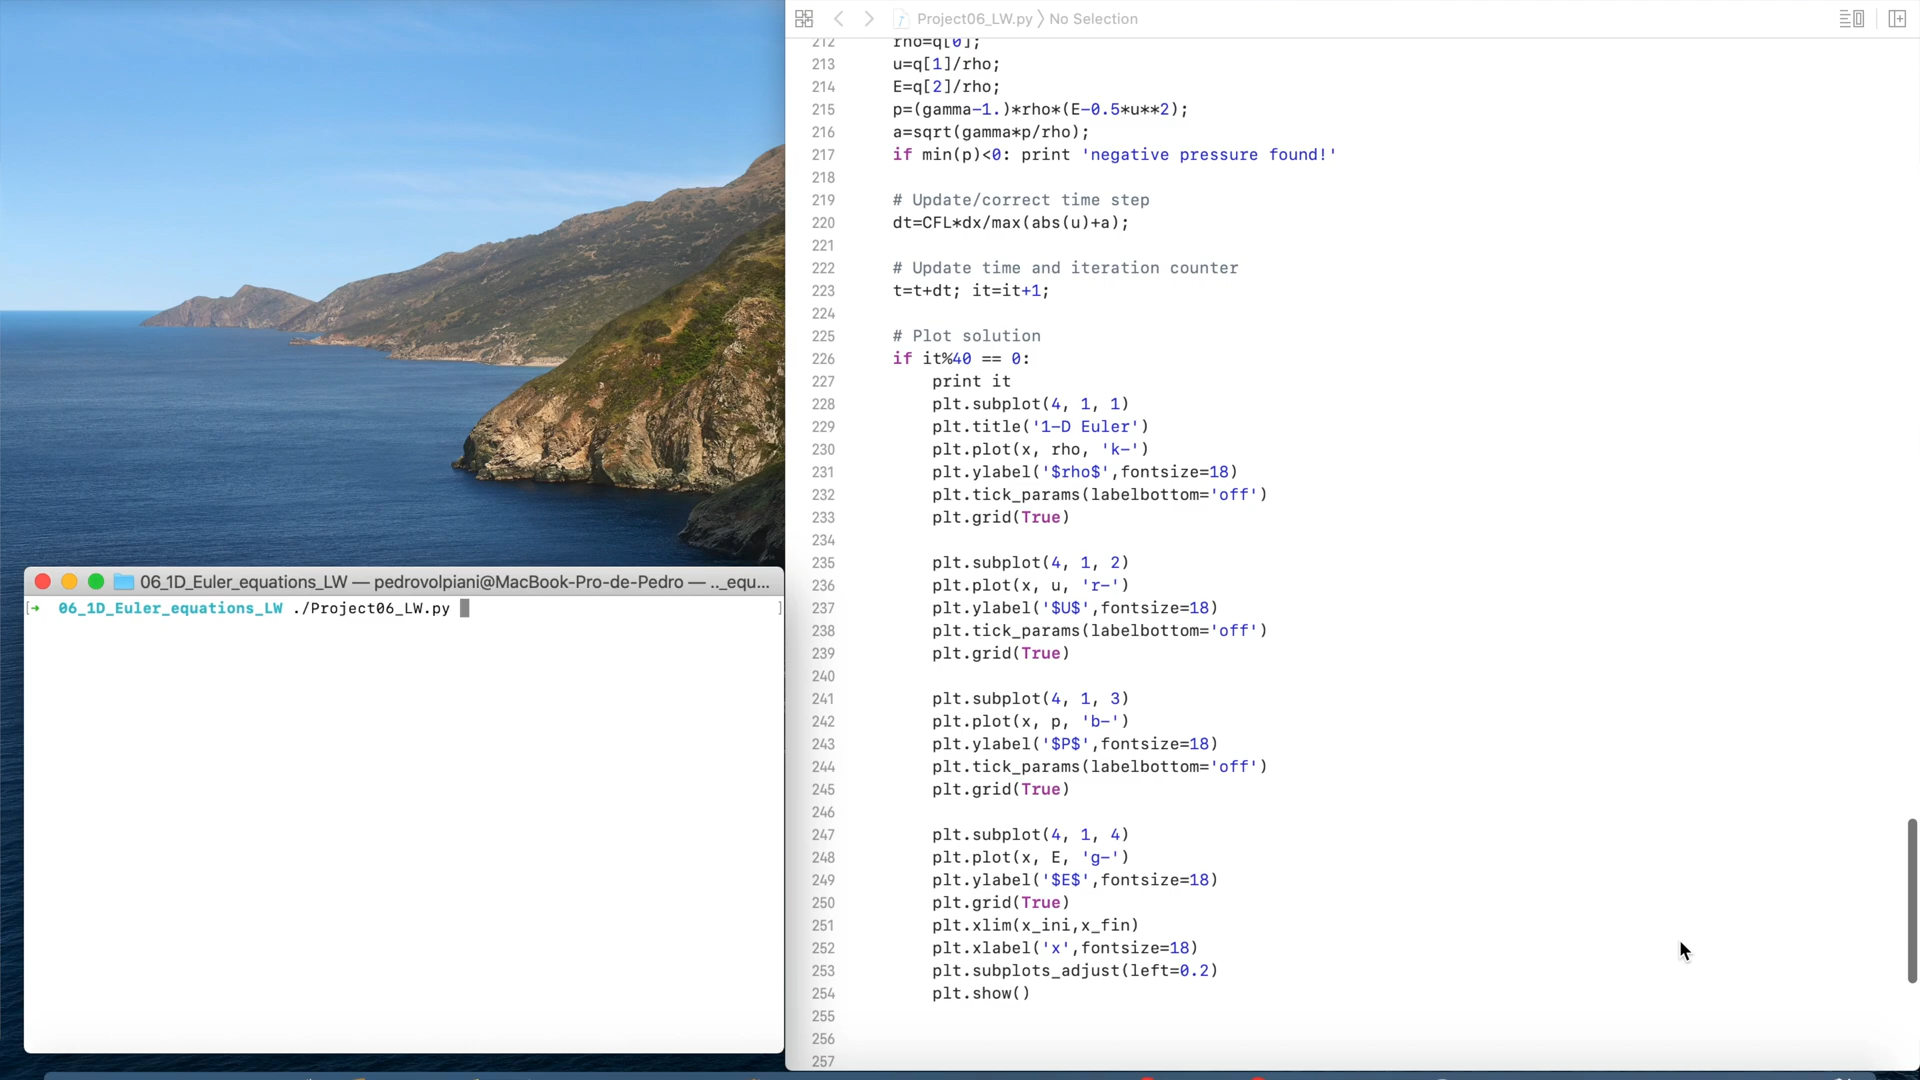 Project06_LW.py 〉 No Selection
212 rho=q[0];
213 u=q[1]/rho;
214 E=q[2]/rho;
215 p=(gamma-1.)*rho*(E-0.5*u**2);
216 a=sqrt(gamma*p/rho);
217 if min(p)<0: print 'negative pressure found!'
218
219 # Update/correct time step
220 dt=CFL*dx/max(abs(u)+a);
221
222 # Update time and iteration counter
223 t=t+dt; it=it+1;
224
225 # Plot solution
226 if it%40 == 0:
227 print it
228 plt.subplot(4, 1, 1)
229 plt.title('1-D Euler')
230 plt.plot(x, rho, 'k-')
231 plt.ylabel('$rho$',fontsize=18)
232 plt.tick_params(labelbottom='off')
233 plt.grid(True)
234
235 plt.subplot(4, 1, 2)
236 plt.plot(x, u, 'r-')
237 plt.ylabel('$U$',fontsize=18)
238 plt.tick_params(labelbottom='off')
239 plt.grid(True)
240
241 plt.subplot(4, 1, 3)
242 plt.plot(x, p, 'b-')
243 plt.ylabel('$P$',fontsize=18)
244 plt.tick_params(labelbottom='off')
245 plt.grid(True)
246
247 plt.subplot(4, 1, 4)
248 plt.plot(x, E, 'g-')
249 plt.ylabel('$E$',fontsize=18)
250 plt.grid(True)
251 plt.xlim(x_ini,x_fin)
252 plt.xlabel('x',fontsize=18)
253 plt.subplots_adjust(left=0.2)
254 plt.show()
255
256
257
06_1D_Euler_equations_LW — pedrovolpiani@MacBook-Pro-de-Pedro — .._equ...
[→ 06_1D_Euler_equations_LW ./Project06_LW.py ]